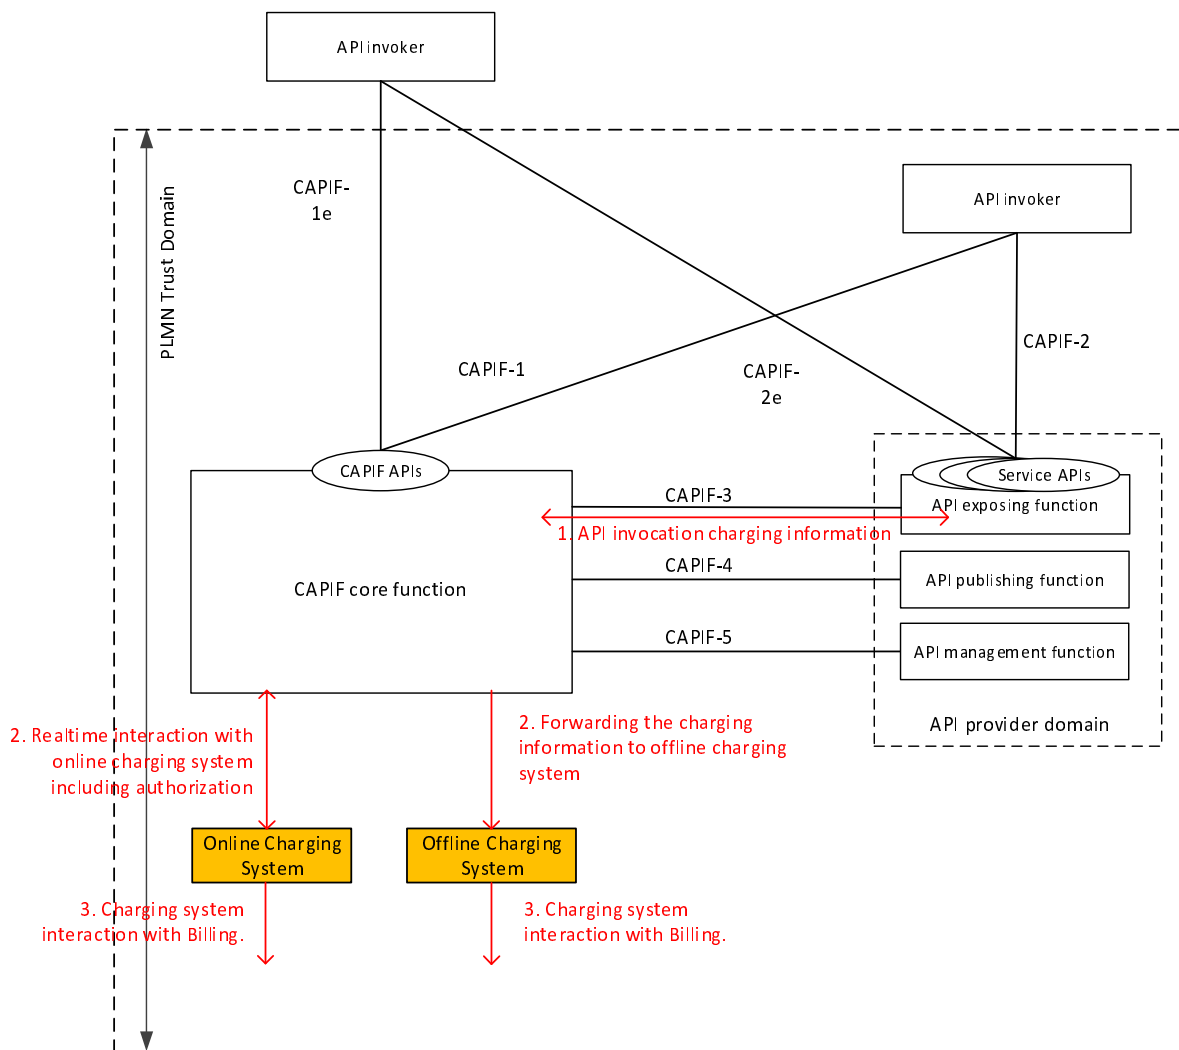 API invoker
PLMN Trust Domain
CAPIF-
1e
API invoker
CAPIF-1
CAPIF-
2e
CAPIF-2
CAPIF APIs
Service APIs
CAPIF-3
API exposing function
1. API invocation charging information
CAPIF-4
API publishing function
CAPIF core function
CAPIF-5
API management function
API provider domain
2. Realtime interaction with
online charging system
including authorization
2. Forwarding the charging
information to offline charging
system
Online Charging
System
Offline Charging
System
3. Charging system
interaction with Billing.
3. Charging system
interaction with Billing.